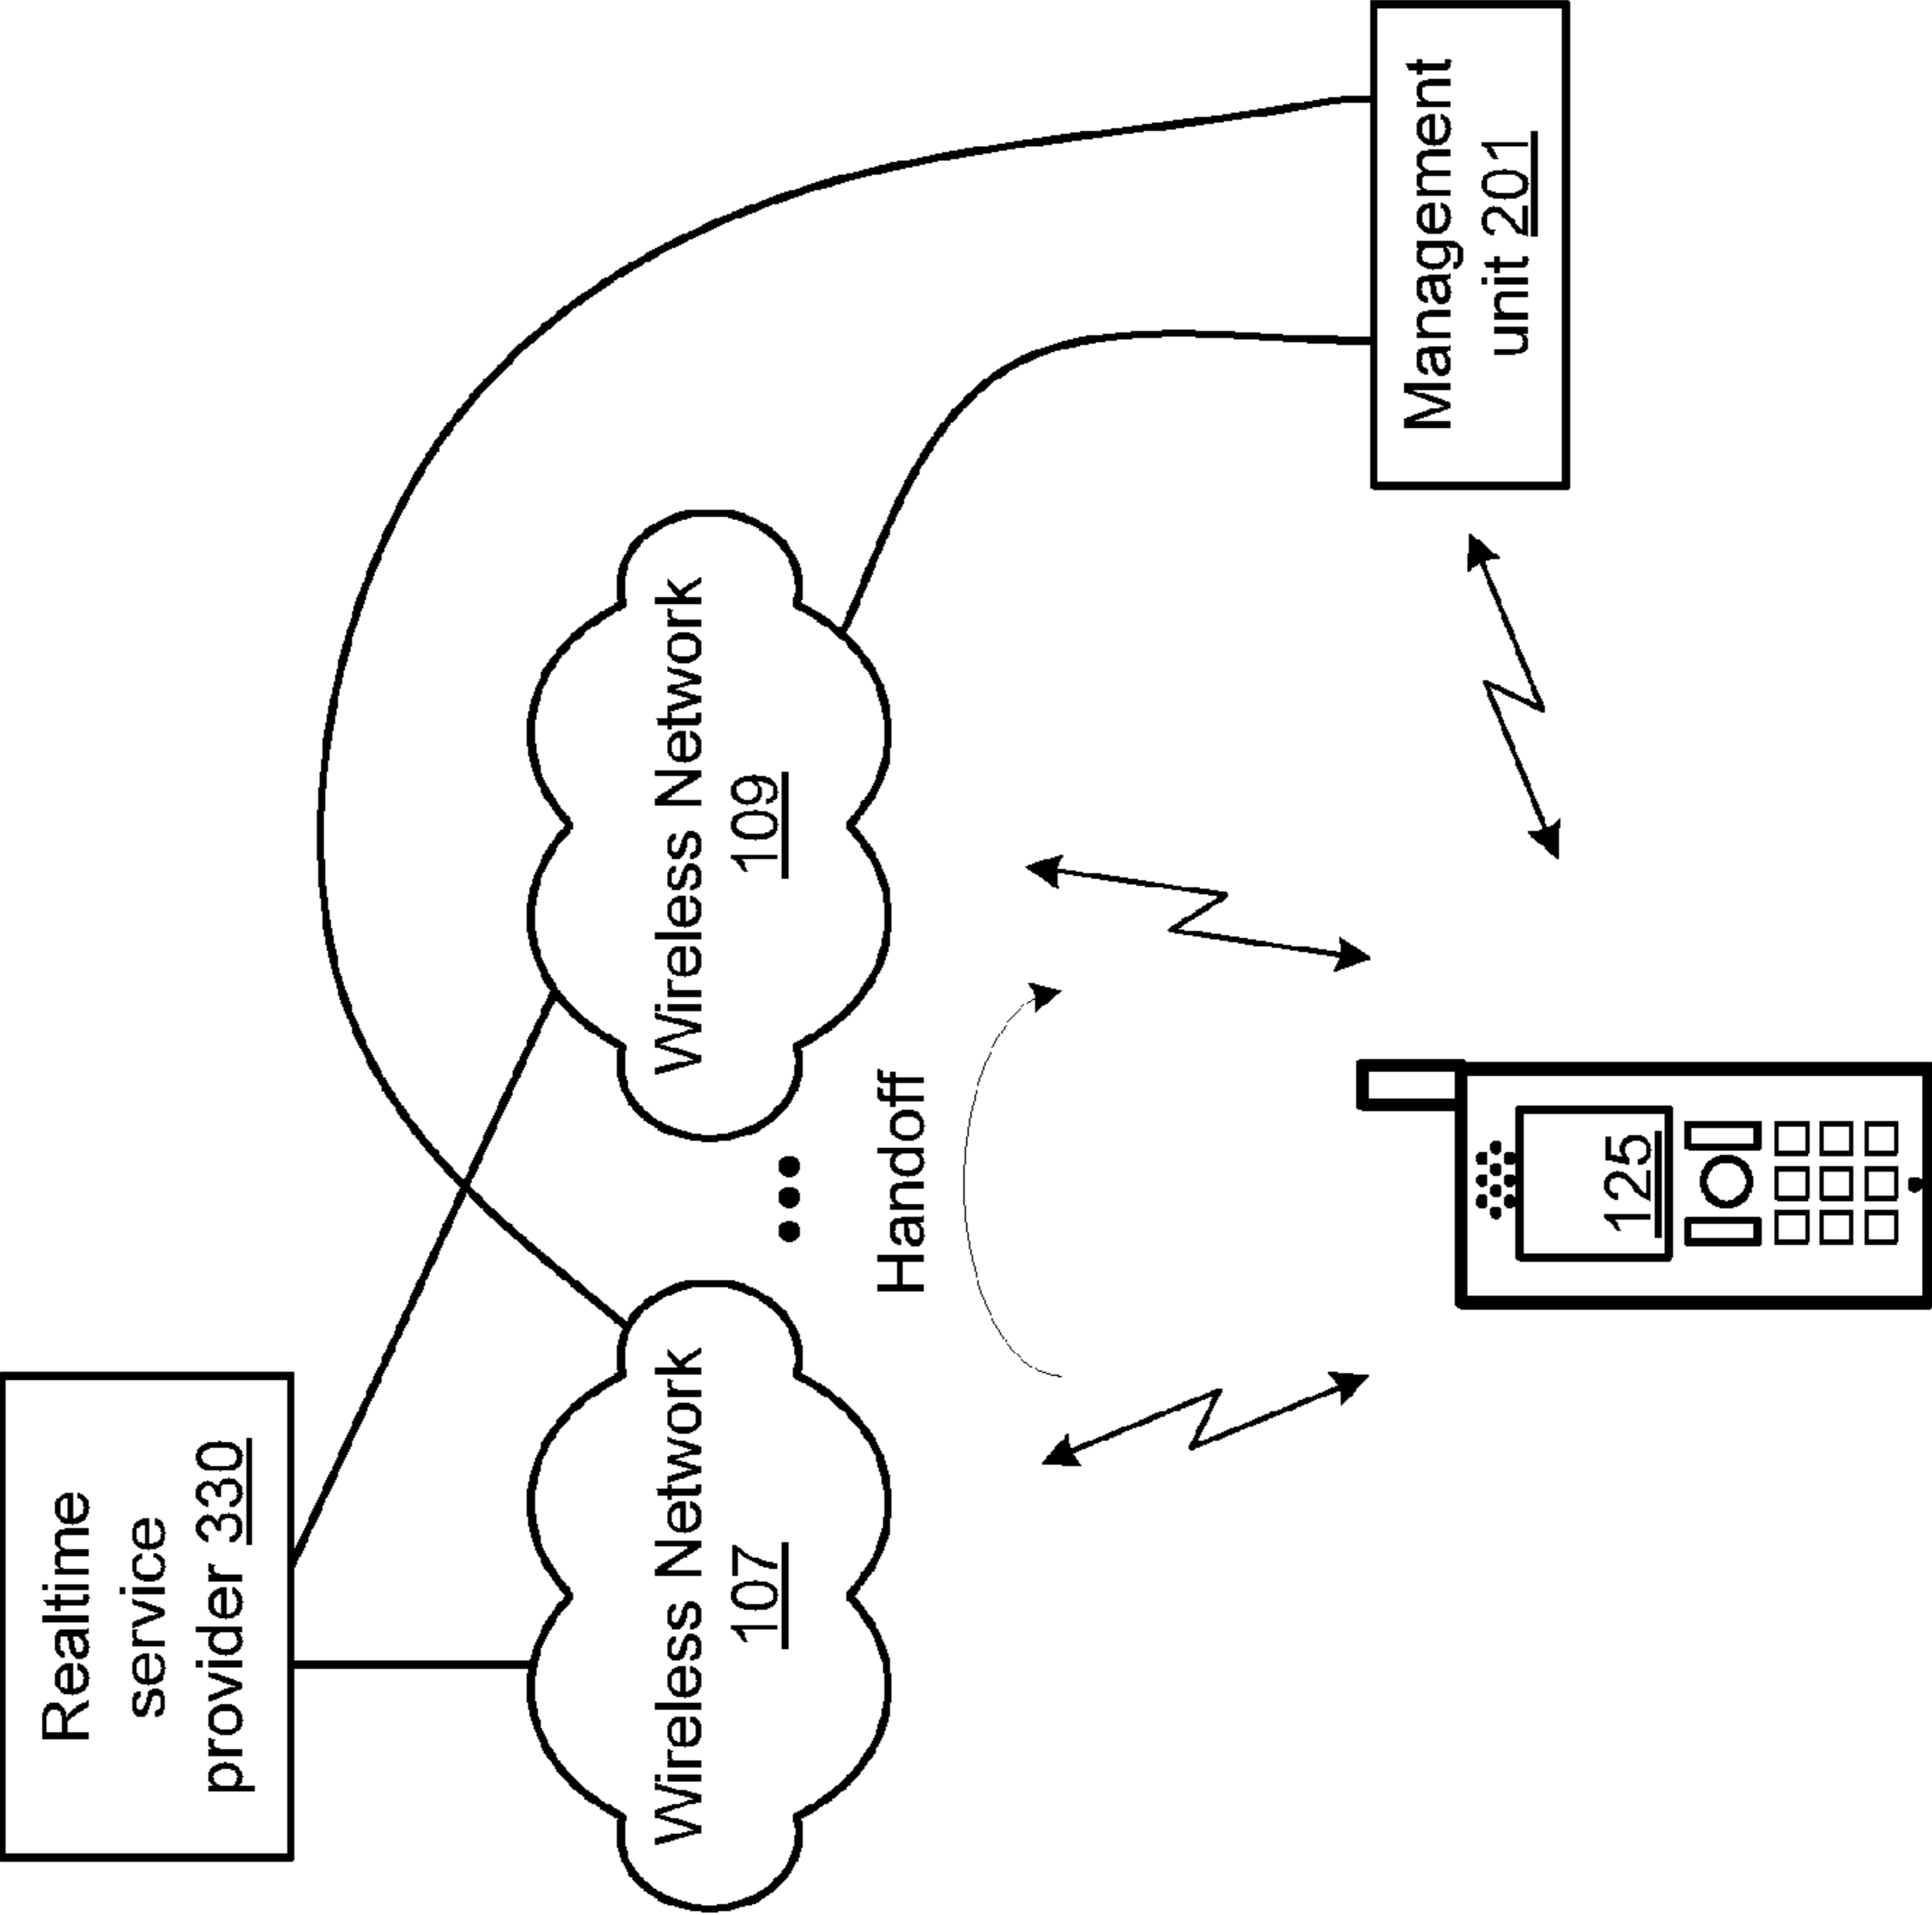 Realtime
service
provider 330
Wireless Network
107
Wireless Network
109
Handoff
125
Management
unit 201